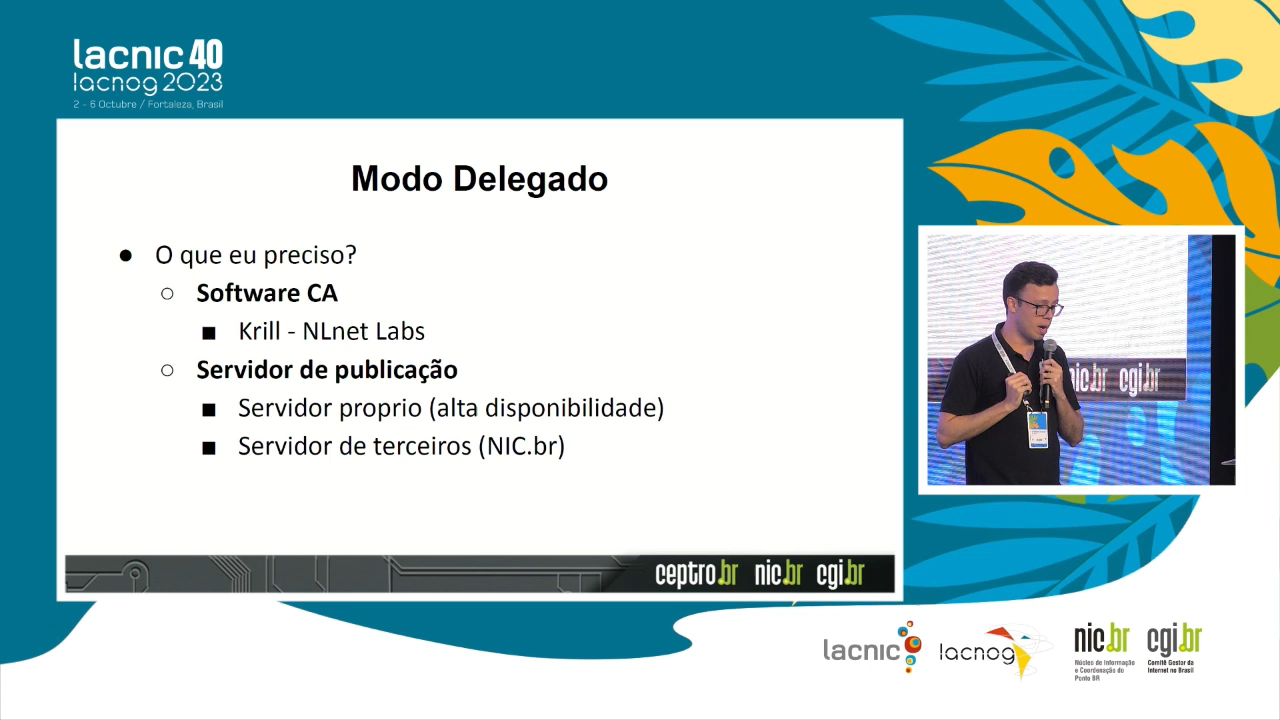 lacnic 40
lacnog 2023
2 - 6 Octubre / Fortaleza, Brasil
Modo Delegado
● O que eu preciso?
○ Software CA
■ Krill - NLnet Labs
○ Servidor de publicação
■ Servidor proprio (alta disponibilidade)
■ Servidor de terceiros (NIC.br)
ceptro.br nic.br cgi.br
nic.br cgi.br
lacnic
lacnog
nic.br
Núcleo de Informação
e Coordenação do
Ponto BR
cgi.br
Comitê Gestor da
Internet no Brasil